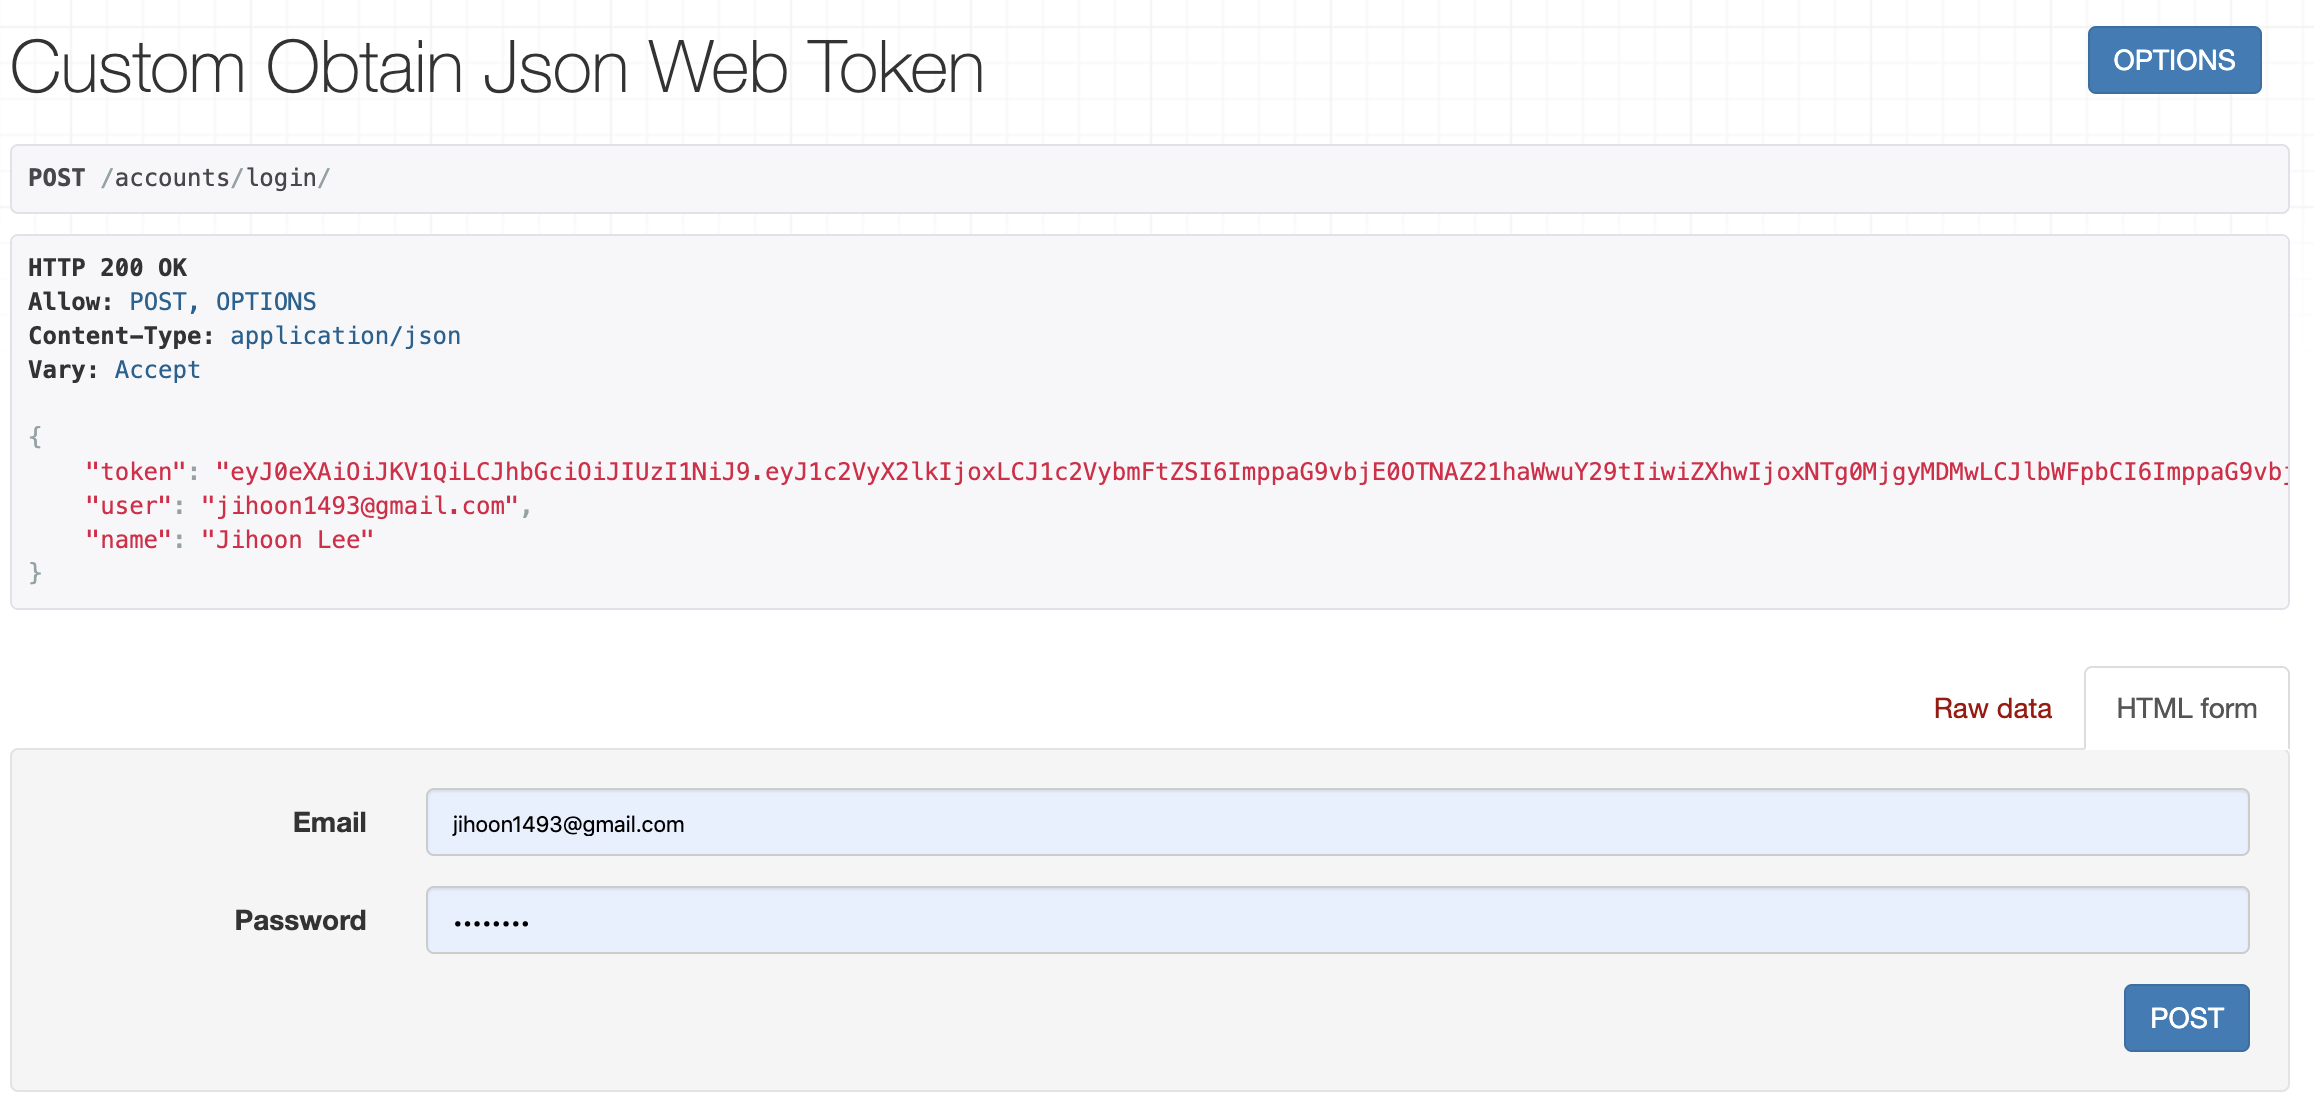 Custom Obtain Json Web Token
OPTIONS
POST /accounts/login/
HTTP 200 OK
Allow: POST, OPTIONS
Content-Type: application/json
Vary: Accept
{
"token": "eyJ0eXAiOiJKV1QiLCJhbGciOiJIUzI1NiJ9.eyJ1c2VyX2lkIjoxLCJ1c2VybmFtZSI6ImppaG9vbjE0OTNAZ21haWwuY29tIiwiZXhwIjoxNTg0MjgyMDMwLCJlbWFpbCI6ImppaG9vbj
"user": "jihoon1493@gmail.com",
"name": "Jihoon Lee"
}
Raw data
HTML form
Email
jihoon1493@gmail.com
Password
••••••••
POST